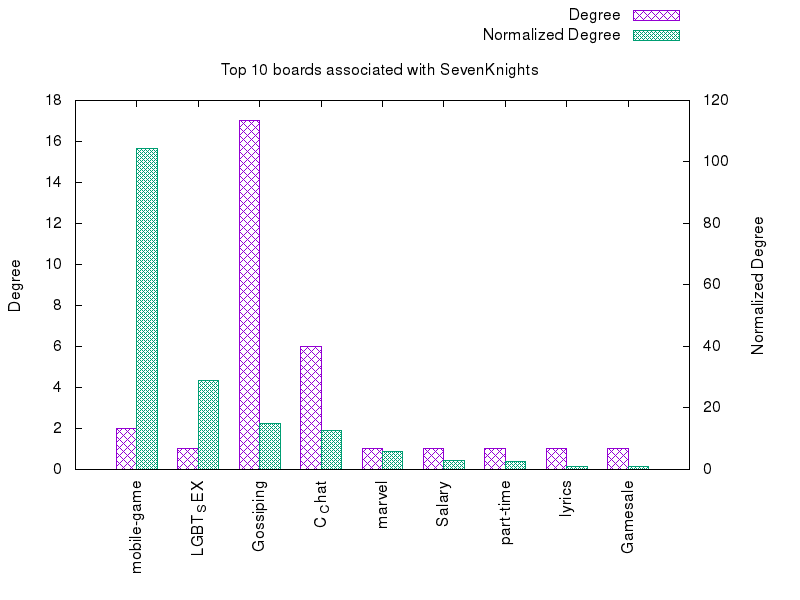 Degree
Normalized Degree
Top 10 boards associated with SevenKnights
18
16
14
12
10
8
6
4
2
0
120
100
80
60
40
20
0
Degree
Normalized Degree
mobile-game
LGBTSEX
Gossiping
CChat
marvel
Salary
part-time
lyrics
Gamesale